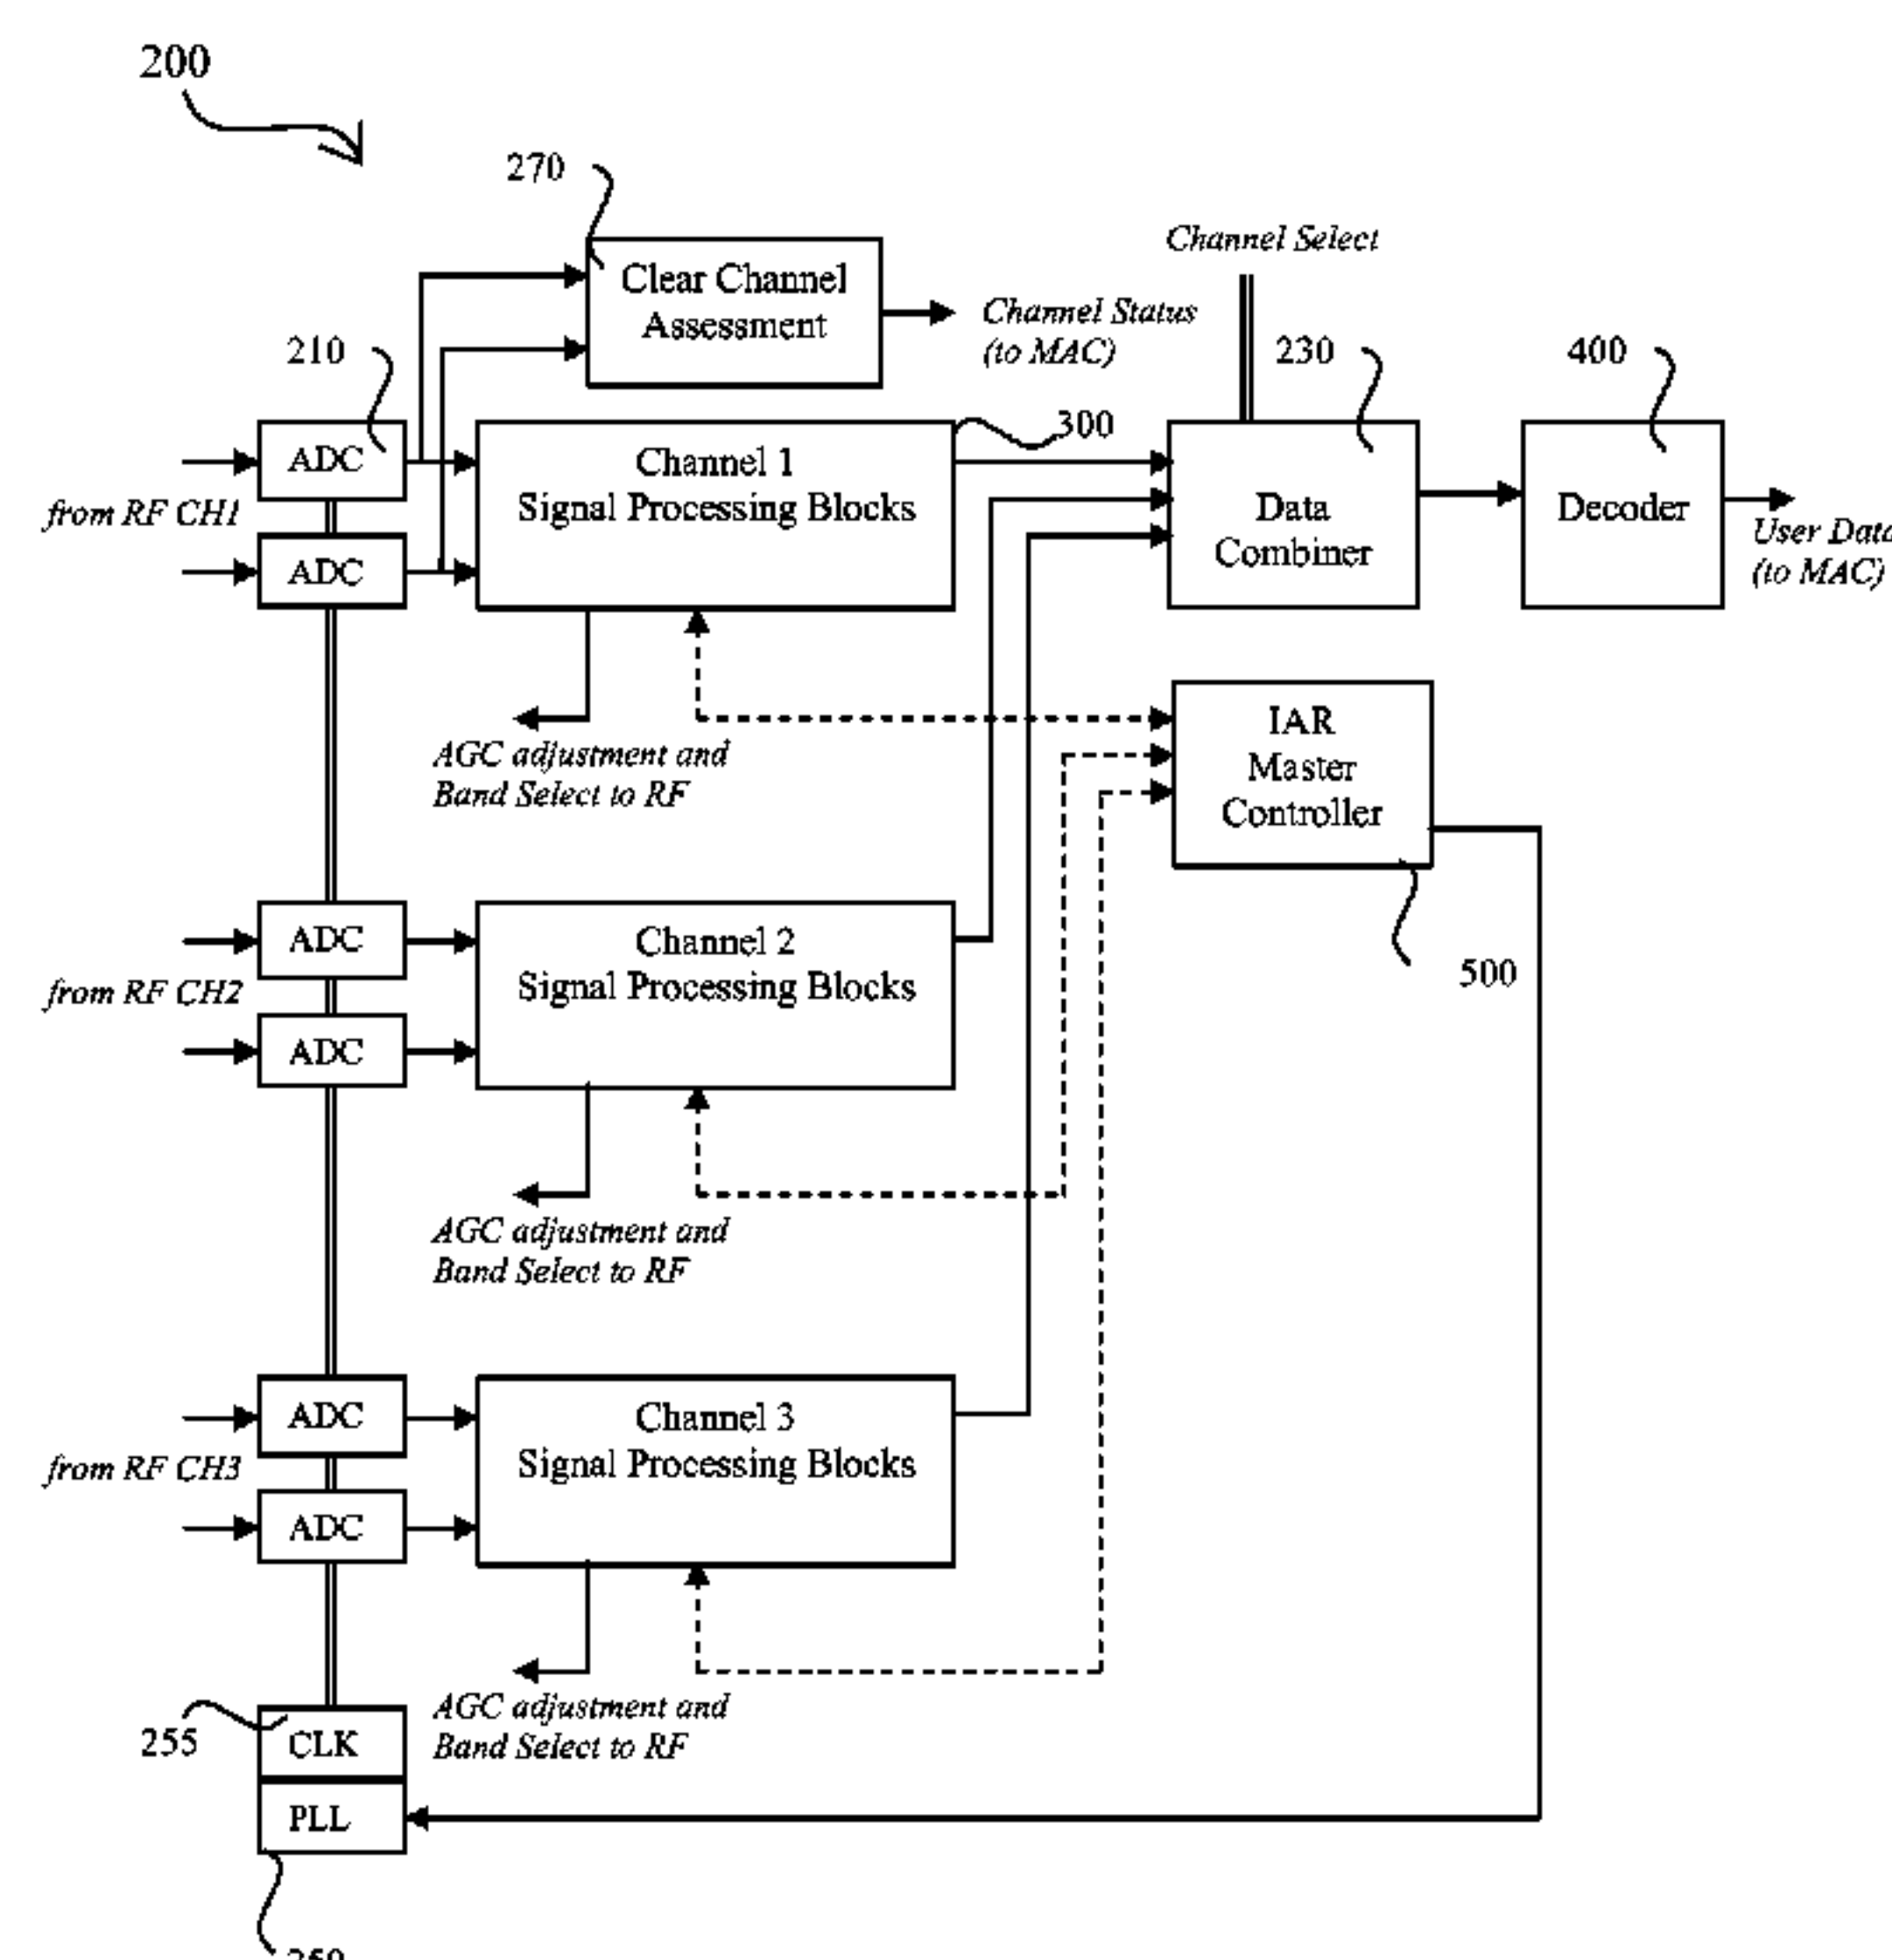 200
270
Channel Select
Clear Channel
Assessment
Channel Status
(to MAC)
210
230
400
300
ADC
Channel 1
Signal Processing Blocks
from RF CH1
Data
Combiner
Decoder
User Data
(to MAC)
ADC
AGC adjustment and
Band Select to RF
IAR
Master
Controller
ADC
Channel 2
Signal Processing Blocks
500
from RF CH2
ADC
AGC adjustment and
Band Select to RF
ADC
Channel 3
Signal Processing Blocks
from RF CH3
ADC
AGC adjustment and
Band Select to RF
255
CLK
PLL